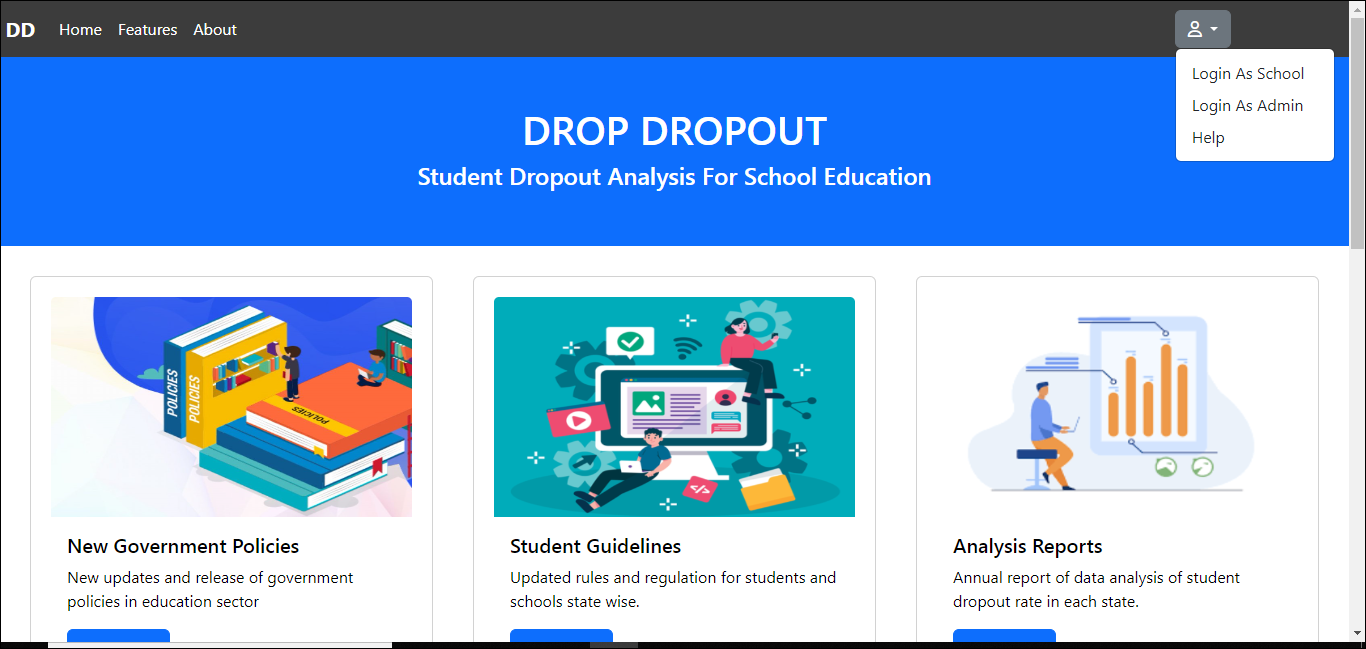 DD Home Features About
Login As School
Login As Admin
Help
DROP DROPOUT
Student Dropout Analysis For School Education
POLICIES
POLICIES
POLICIES
New Government Policies
New updates and release of government
policies in education sector
Student Guidelines
Updated rules and regulation for students and
schools state wise.
Analysis Reports
Annual report of data analysis of student
dropout rate in each state.